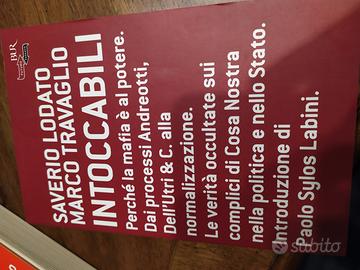 BUR
SAVERIO LODATO
MARCO TRAVAGLIO
INTOCCABILI
Perché la mafia è al potere.
Dai processi Andreotti,
Dell'Utri & C. alla
normalizzazione.
Le verità occultate sui
complici di Cosa Nostra
nella politica e nello Stato.
Introduzione di
Paolo Sylos Labini.
subito